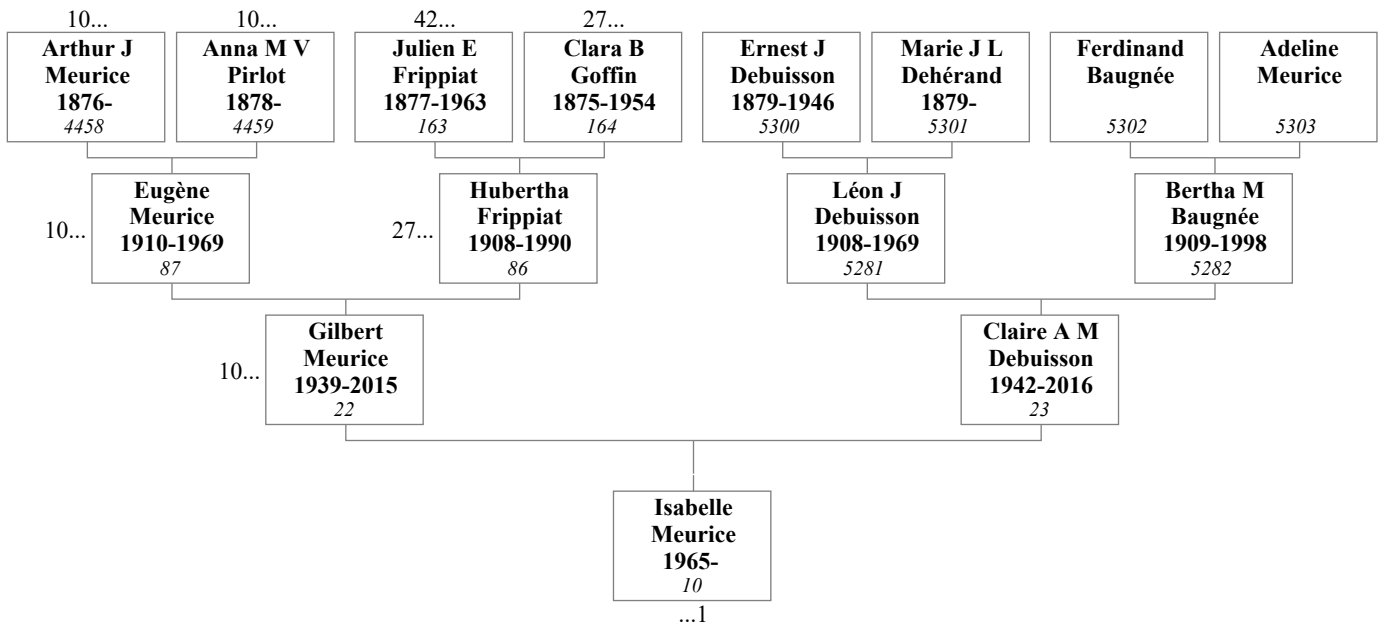 10...
10...
42...
27...
Arthur J
Meurice
1876-
4458
Anna M V
Pirlot
1878-
4459
Julien E
Frippiat
1877-1963
163
Clara B
Goffin
1875-1954
164
Ernest J
Debuisson
1879-1946
5300
Marie J L
Dehérand
1879-
5301
Ferdinand
Baugnée
5302
Adeline
Meurice
5303
10...
Eugène
Meurice
1910-1969
87
27...
Hubertha
Frippiat
1908-1990
86
Léon J
Debuisson
1908-1969
5281
Bertha M
Baugnée
1909-1998
5282
10...
Gilbert
Meurice
1939-2015
22
Claire A M
Debuisson
1942-2016
23
Isabelle
Meurice
1965-
10
...1